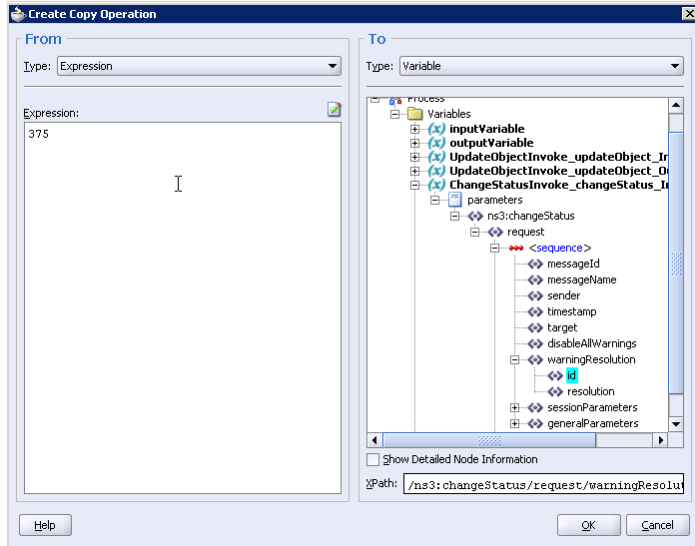 Create Copy Operation
From
Type: Expression
Expression:
375
To
Type: Variable
Process
Variables
inputVariable
outputVariable
UpdateObjectInvoke_updateObject_In
UpdateObjectInvoke_updateObject_O
ChangeStatusInvoke_changeStatus_I
parameters
ns3:changeStatus
request
<sequence>
messageId
messageName
sender
timestamp
target
disableAllWarnings
warningResolution
id
resolution
sessionParameters
generalParameters
Show Detailed Node Information
XPath: /ns3:changeStatus/request/warningResolut
Help
OK
Cancel